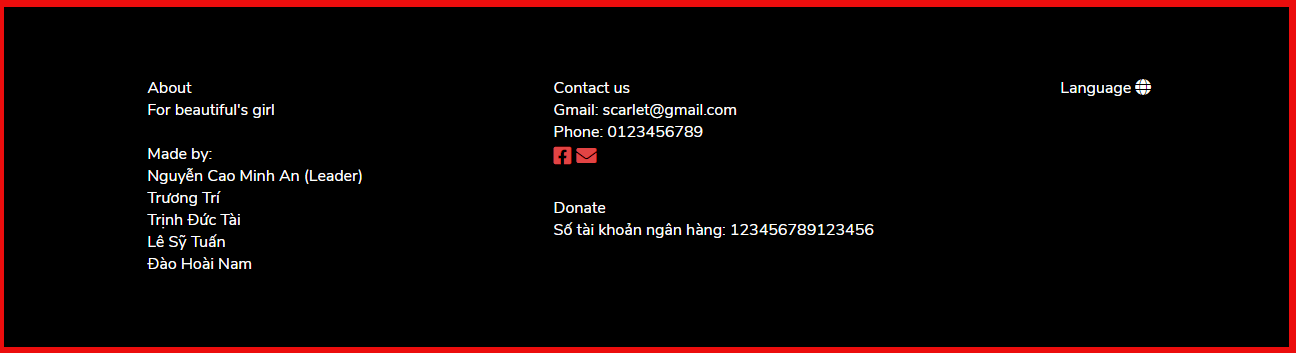 About
For beautiful's girl
Made by:
Nguyễn Cao Minh An (Leader)
Trương Trí
Trịnh Đức Tài
Lê Sỹ Tuấn
Đào Hoài Nam
Contact us
Gmail: scarlet@gmail.com
Phone: 0123456789
Donate
Số tài khoản ngân hàng: 123456789123456
Language